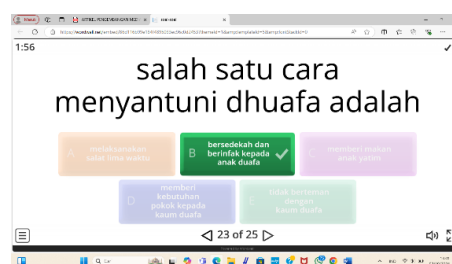 1:56
salah satu cara
menyantuni dhuafa adalah
A
melaksanakan
salat lima waktu
B
bersedekah dan
berinfak kepada
anak duafa
C
memberi makan
anak yatim
D
memberi
kebutuhan
pokok kepada
kaum duafa
E
tidak berteman
dengan
kaum duafa
23 of 25